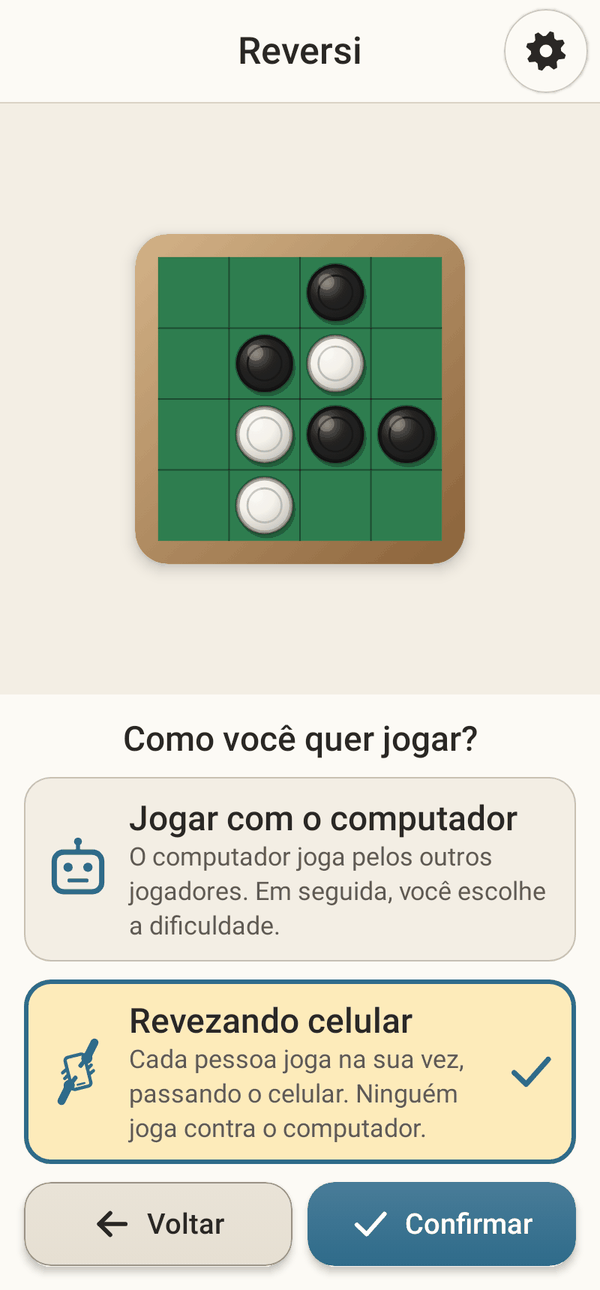 Reversi
Como você quer jogar?
Jogar com o computador
O computador joga pelos outros
jogadores. Em seguida, você escolhe
a dificuldade.
Revezando celular
Cada pessoa joga na sua vez,
passando o celular. Ninguém
joga contra o computador.
Voltar
Confirmar